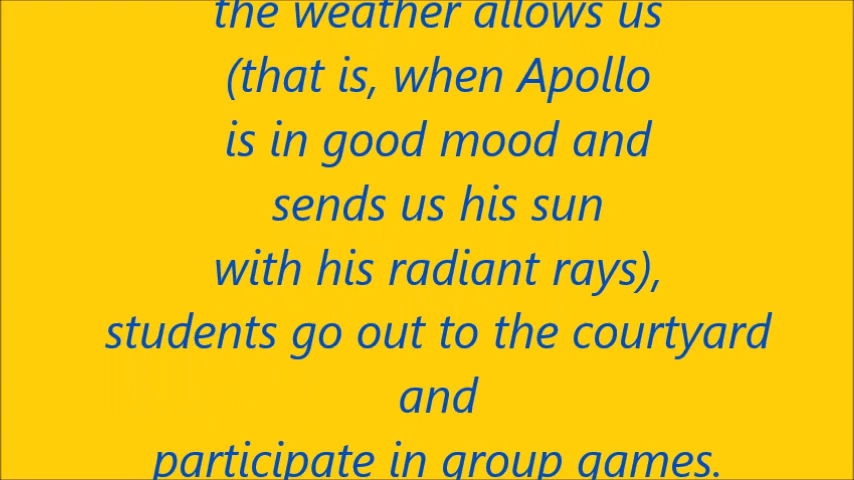 the weather allows us
(that is, when Apollo
is in good mood and
sends us his sun
with his radiant rays),
students go out to the courtyard
and
participate in group games.